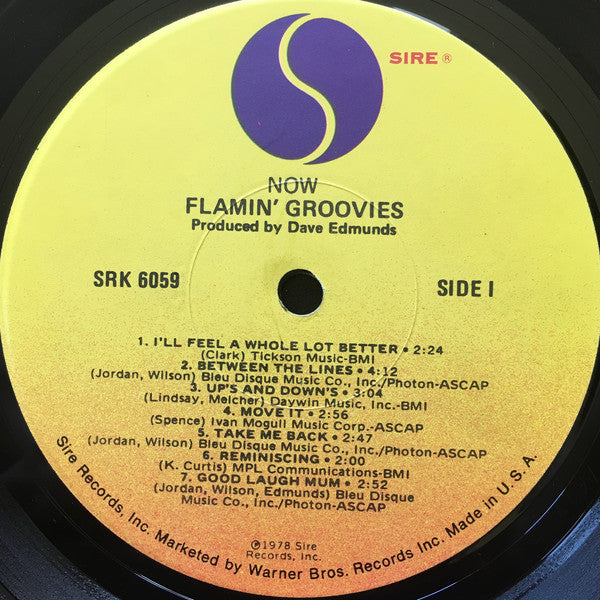 SIRE ®
NOW
FLAMIN' GROOVIES
Produced by Dave Edmunds
SRK 6059
SIDE I
1. I'LL FEEL A WHOLE LOT BETTER • 2:24
(Clark) Tickson Music-BMI
2. BETWEEN THE LINES • 4:12
(Jordan, Wilson) Bleu Disque Music Co., Inc./Photon-ASCAP
3. UP'S AND DOWN'S • 3:04
(Lindsay, Melcher) Daywin Music, Inc.-BMI
4. MOVE IT • 2:56
(Spence) Ivan Mogull Music Corp.-ASCAP
5. TAKE ME BACK • 2:47
(Jordan, Wilson) Bleu Disque Music Co., Inc./Photon-ASCAP
6. REMINISCING • 2:00
(K. Curtis) MPL Communications-BMI
7. GOOD LAUGH MUM • 2:52
(Jordan, Wilson, Edmunds) Bleu Disque
Music Co., Inc./Photon-ASCAP
℗1978 Sire
Records, Inc.
Sire Records, Inc. Marketed by Warner Bros. Records Inc. Made in U.S.A.